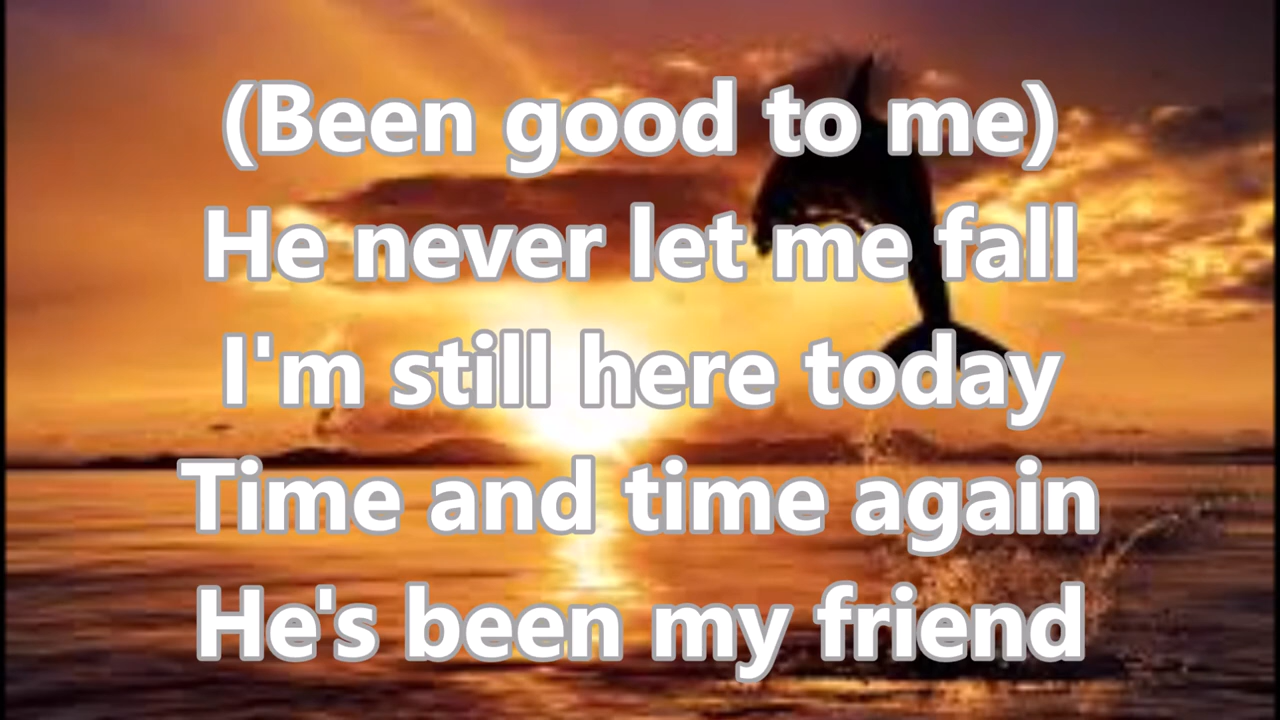 (Been good to me)
He never let me fall
I'm still here today
Time and time again
He's been my friend